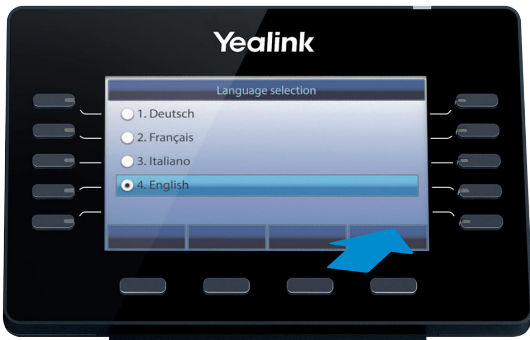 Yealink
Language selection
1. Deutsch
2. Français
3. Italiano
4. English